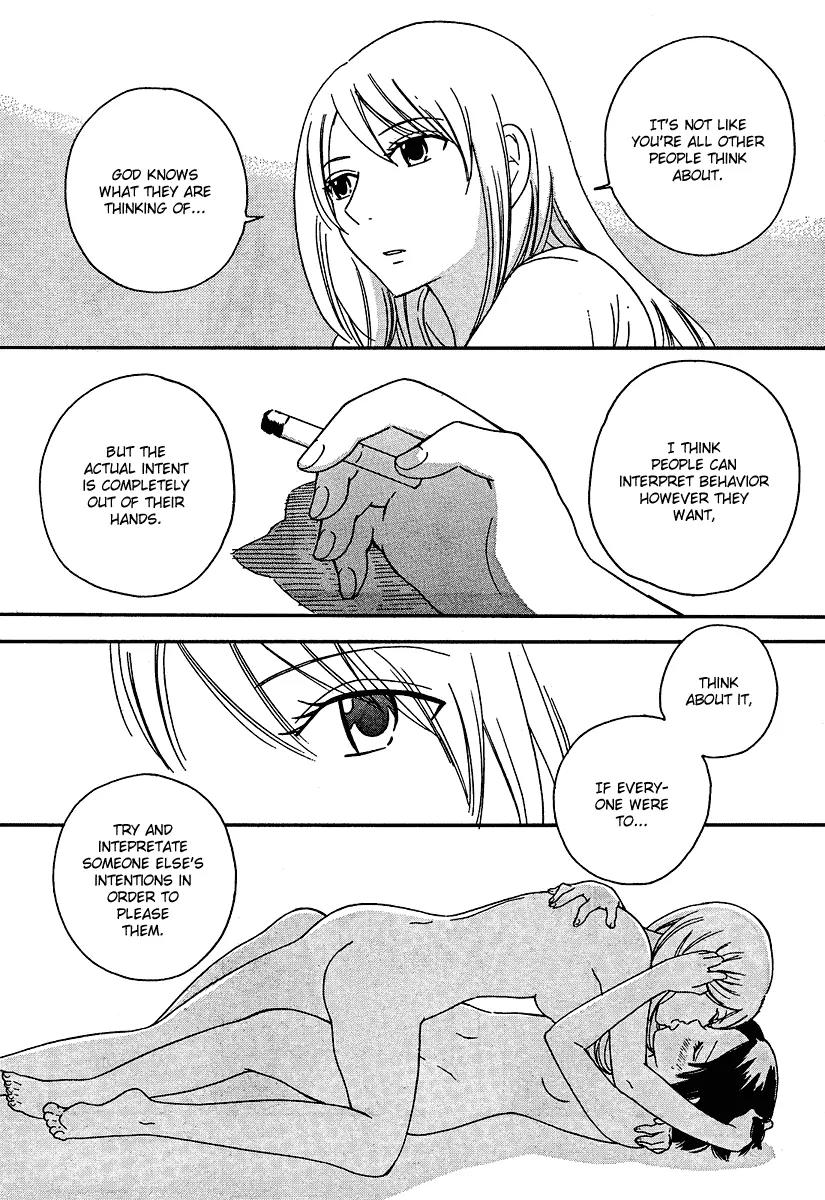 IT'S NOT LIKE
YOU'RE ALL OTHER
PEOPLE THINK
ABOUT.
GOD KNOWS
WHAT THEY ARE
THINKING OF...
I THINK
PEOPLE CAN
INTERPRET BEHAVIOR
HOWEVER THEY
WANT,
BUT THE
ACTUAL INTENT
IS COMPLETELY
OUT OF THEIR
HANDS.
THINK
ABOUT IT,
IF EVERY-
ONE WERE
TO...
TRY AND
INTEPRETATE
SOMEONE ELSE'S
INTENTIONS IN
ORDER TO
PLEASE
THEM.